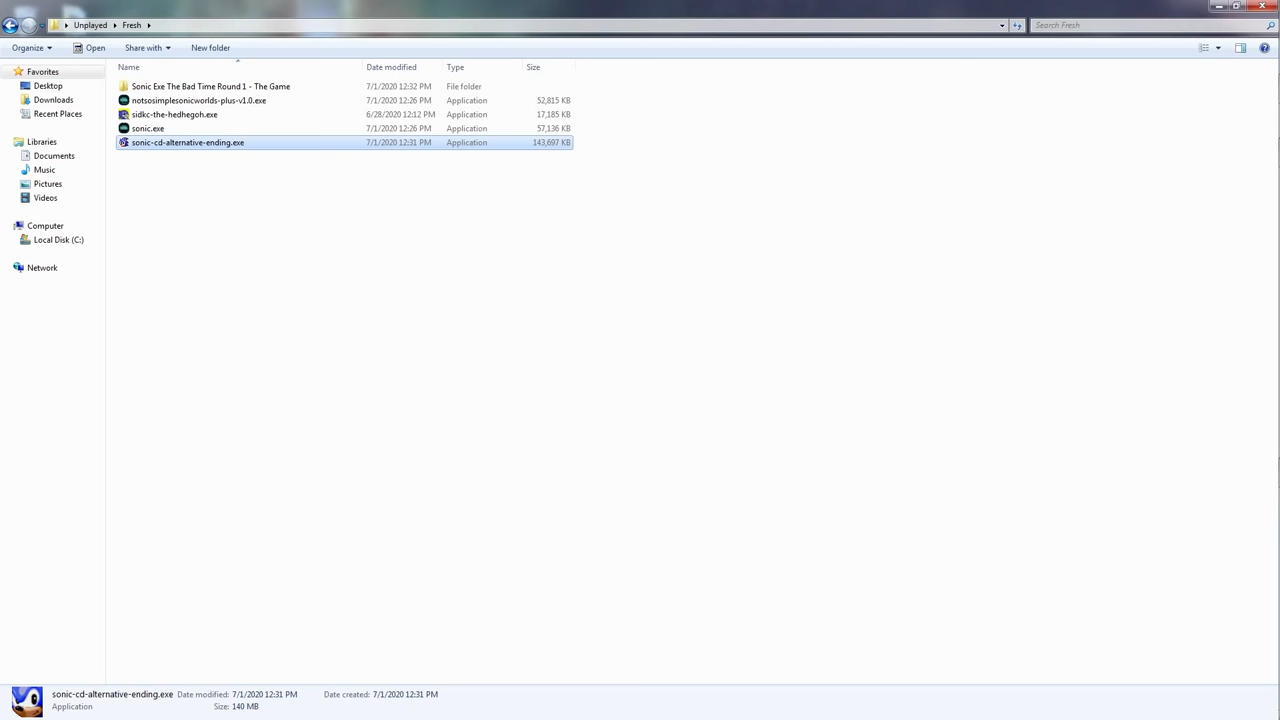 Unplayed Fresh Search Fresh
Organize Open Share with New folder
Name Date modified Type Size
Favorites
Desktop
Downloads
Recent Places
Libraries
Documents
Music
Pictures
Videos
Computer
Local Disk (C:)
Network
Sonic Exe The Bad Time Round 1 - The Game 7/1/2020 12:32 PM File folder
notsosimplesonicworlds-plus-v1.0.exe 7/1/2020 12:26 PM Application 52,815 KB
sidkc-the-hedhegoh.exe 6/28/2020 12:12 PM Application 17,185 KB
sonic.exe 7/1/2020 12:26 PM Application 57,136 KB
sonic-cd-alternative-ending.exe 7/1/2020 12:31 PM Application 143,697 KB
sonic-cd-alternative-ending.exe Date modified: 7/1/2020 12:31 PM Date created: 7/1/2020 12:31 PM
Application Size: 140 MB